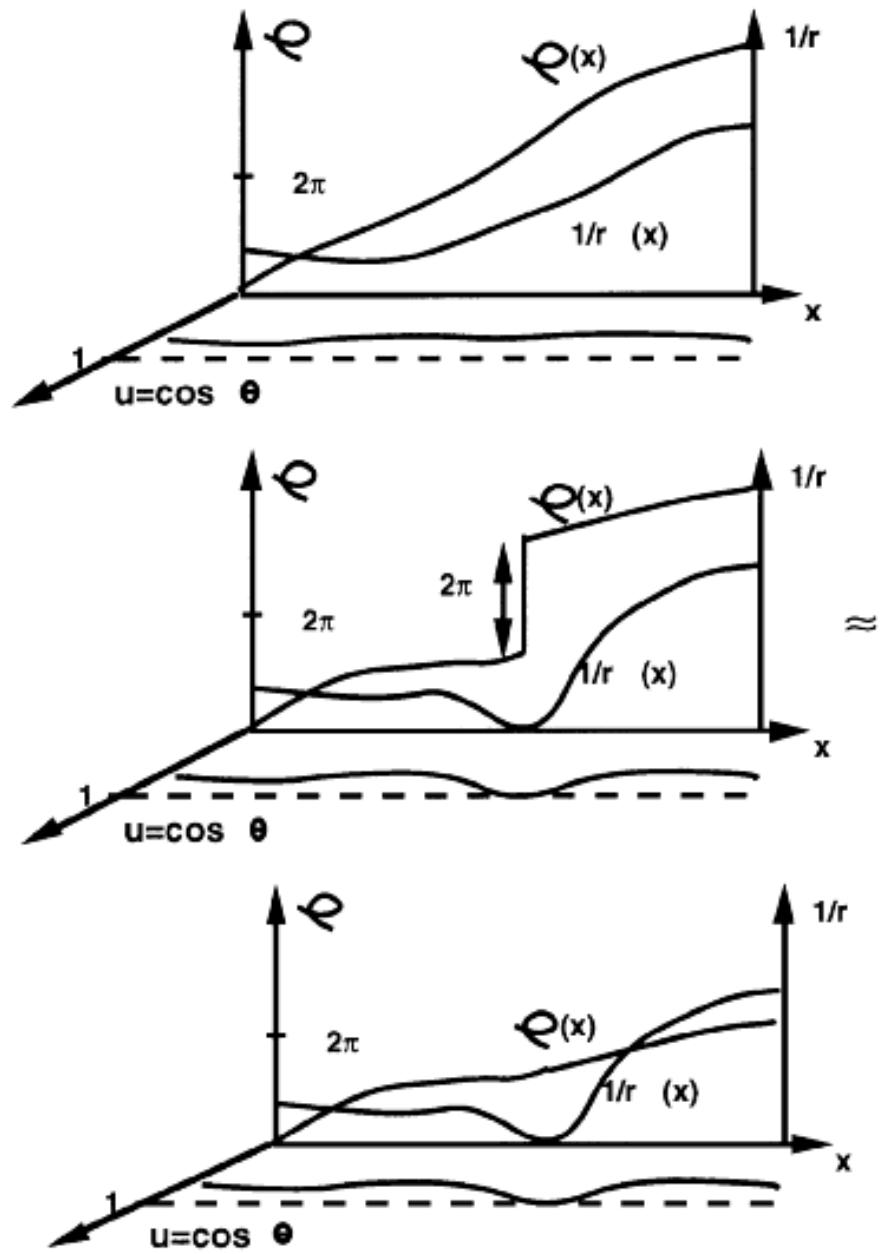 φ 1/r
φ(x)
2π
1/r (x)
x
1
u=cos θ
φ 1/r
φ(x)
2π
2π
≈
1/r (x)
x
1
u=cos θ
φ 1/r
φ(x)
2π
1/r (x)
x
1
u=cos θ